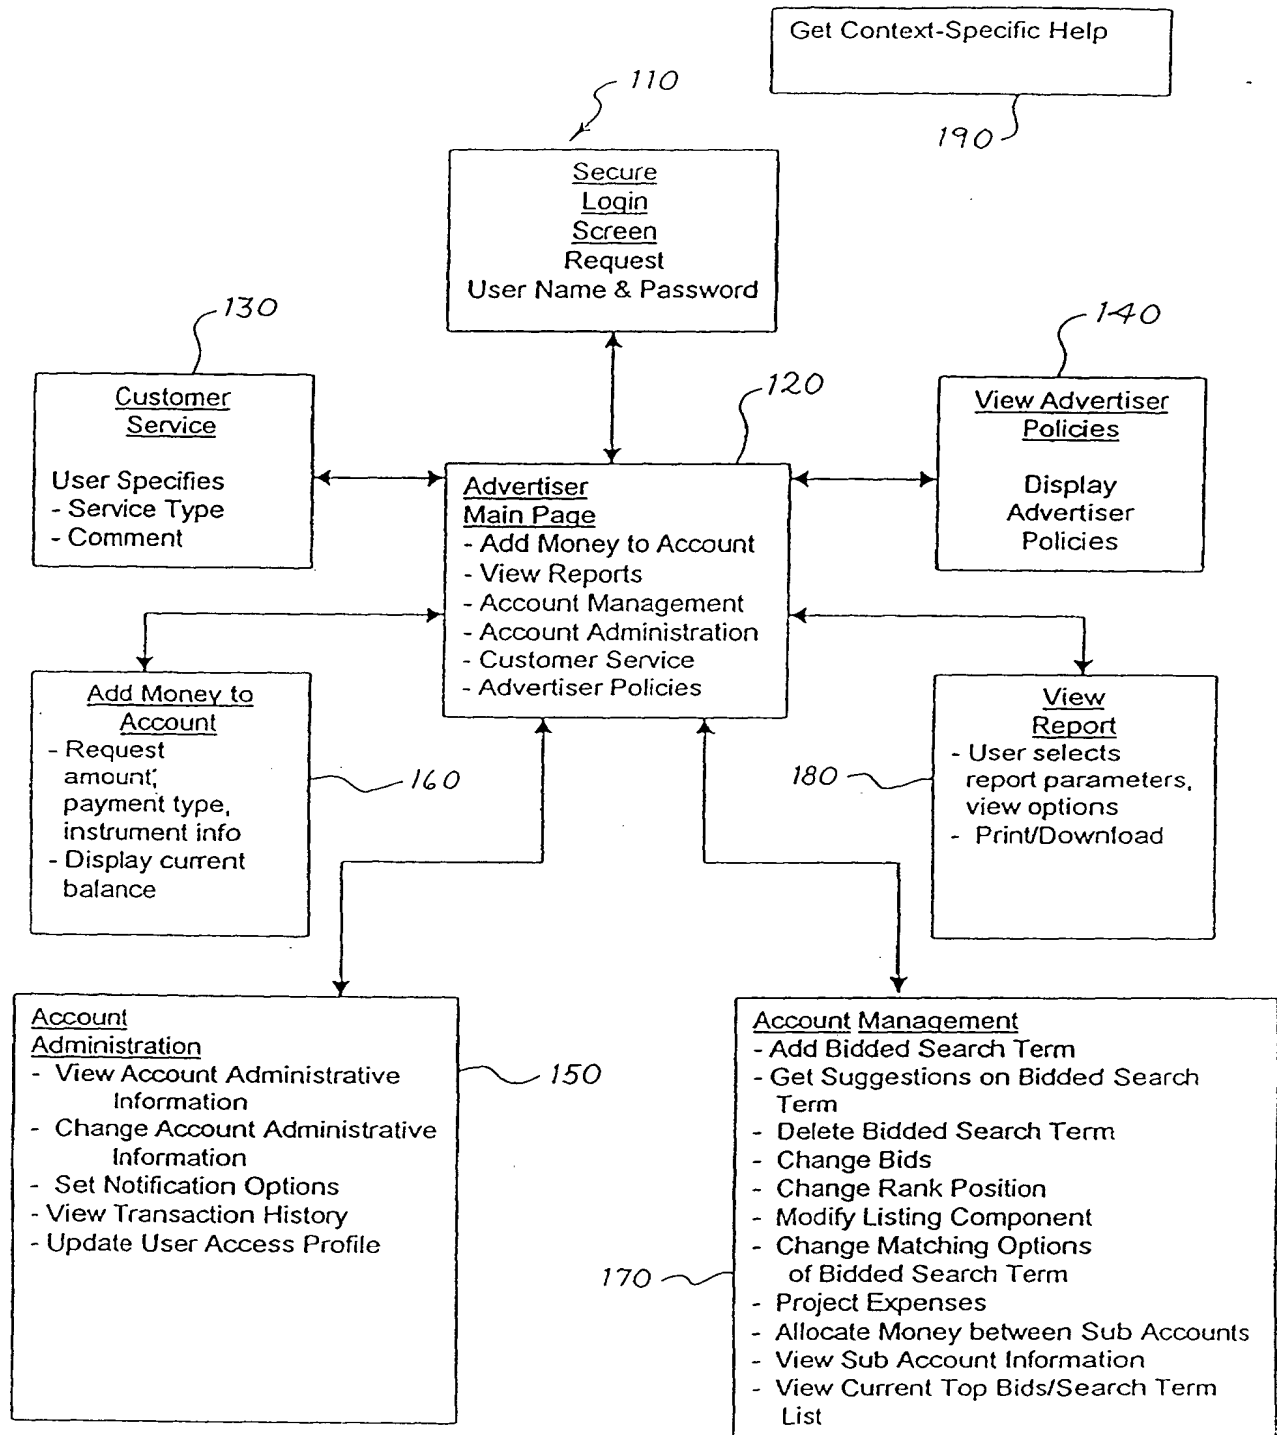 Get Context-Specific Help
190
110
Secure
Login
Screen
Request
User Name & Password
130
Customer
Service
User Specifies
- Service Type
- Comment
120
Advertiser
Main Page
- Add Money to Account
- View Reports
- Account Management
- Account Administration
- Customer Service
- Advertiser Policies
140
View Advertiser
Policies
Display
Advertiser
Policies
Add Money to
Account
- Request
amount,
payment type,
instrument info
- Display current
balance
160
View
Report
- User selects
report parameters,
view options
- Print/Download
180
Account
Administration
- View Account Administrative
Information
- Change Account Administrative
Information
- Set Notification Options
- View Transaction History
- Update User Access Profile
150
Account Management
- Add Bidded Search Term
- Get Suggestions on Bidded Search
Term
- Delete Bidded Search Term
- Change Bids
- Change Rank Position
- Modify Listing Component
- Change Matching Options
of Bidded Search Term
- Project Expenses
- Allocate Money between Sub Accounts
- View Sub Account Information
- View Current Top Bids/Search Term
List
170